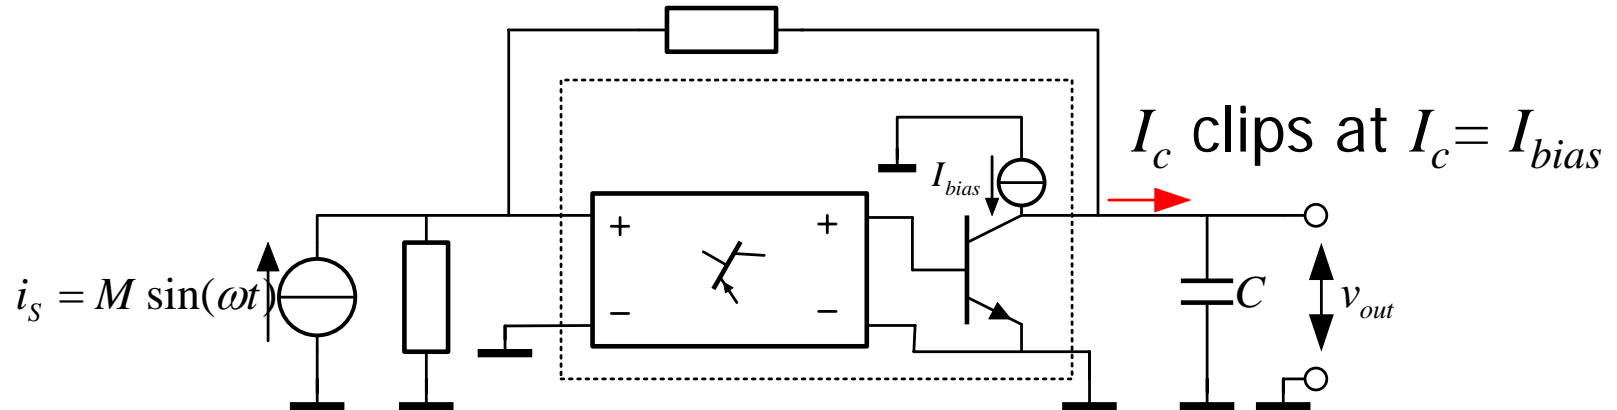 I_c clips at I_c= I_bias
I_bias
+
+
i_S = M sin(ωt)
C
v_out
−
−